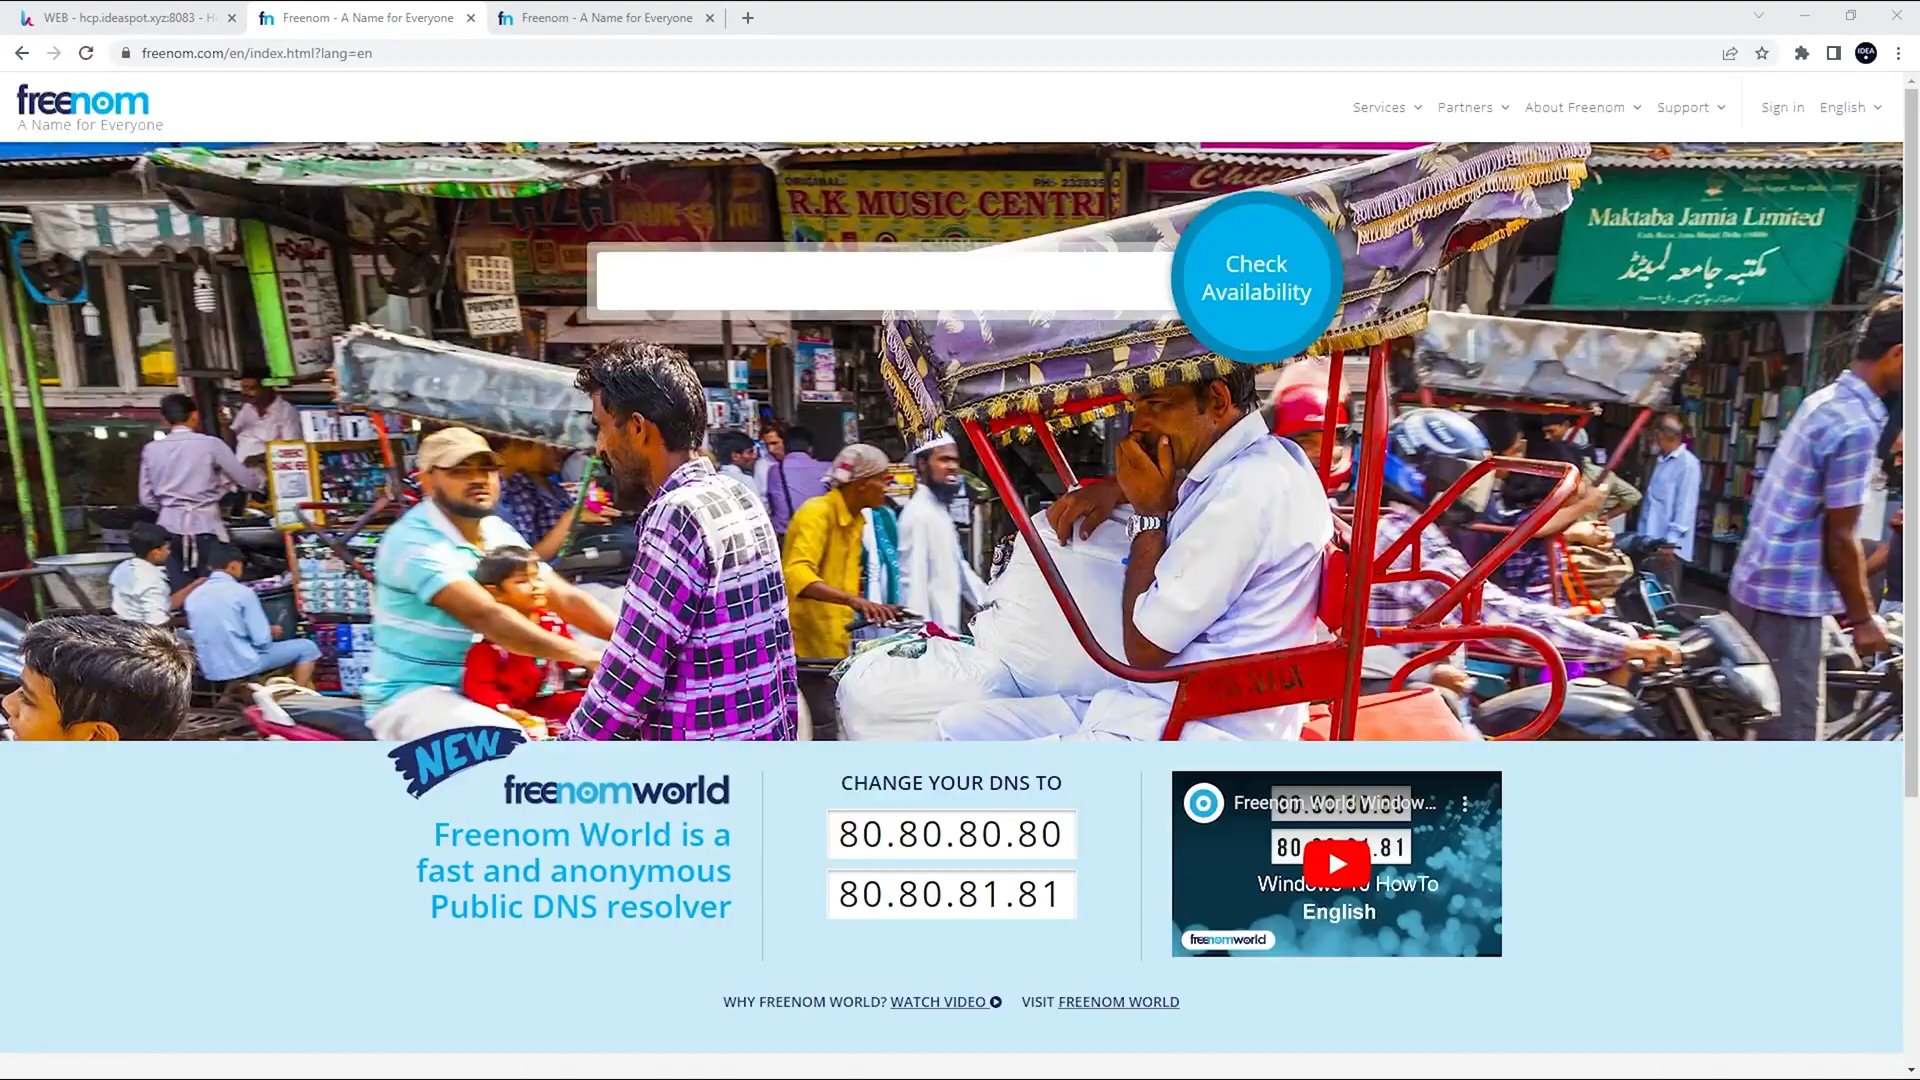 WEB - hcp.ideaspot.xyz:8083 - H
Freenom - A Name for Everyone
Freenom - A Name for Everyone
freenom.com/en/index.html?lang=en
IDEA
freenom
A Name for Everyone
Services
Partners
About Freenom
Support
Sign in
English
ORIGINAL
R.K MUSIC CENTRE
Maktaba Jamia Limited
مکتبہ جامعہ لمیٹڈ
Check
Availability
NEW
freenomworld
Freenom World is a
fast and anonymous
Public DNS resolver
CHANGE YOUR DNS TO
80.80.80.80
80.80.81.81
Freenom World Window...
Windows 10 HowTo
English
freenomworld
WHY FREENOM WORLD? WATCH VIDEO
VISIT FREENOM WORLD